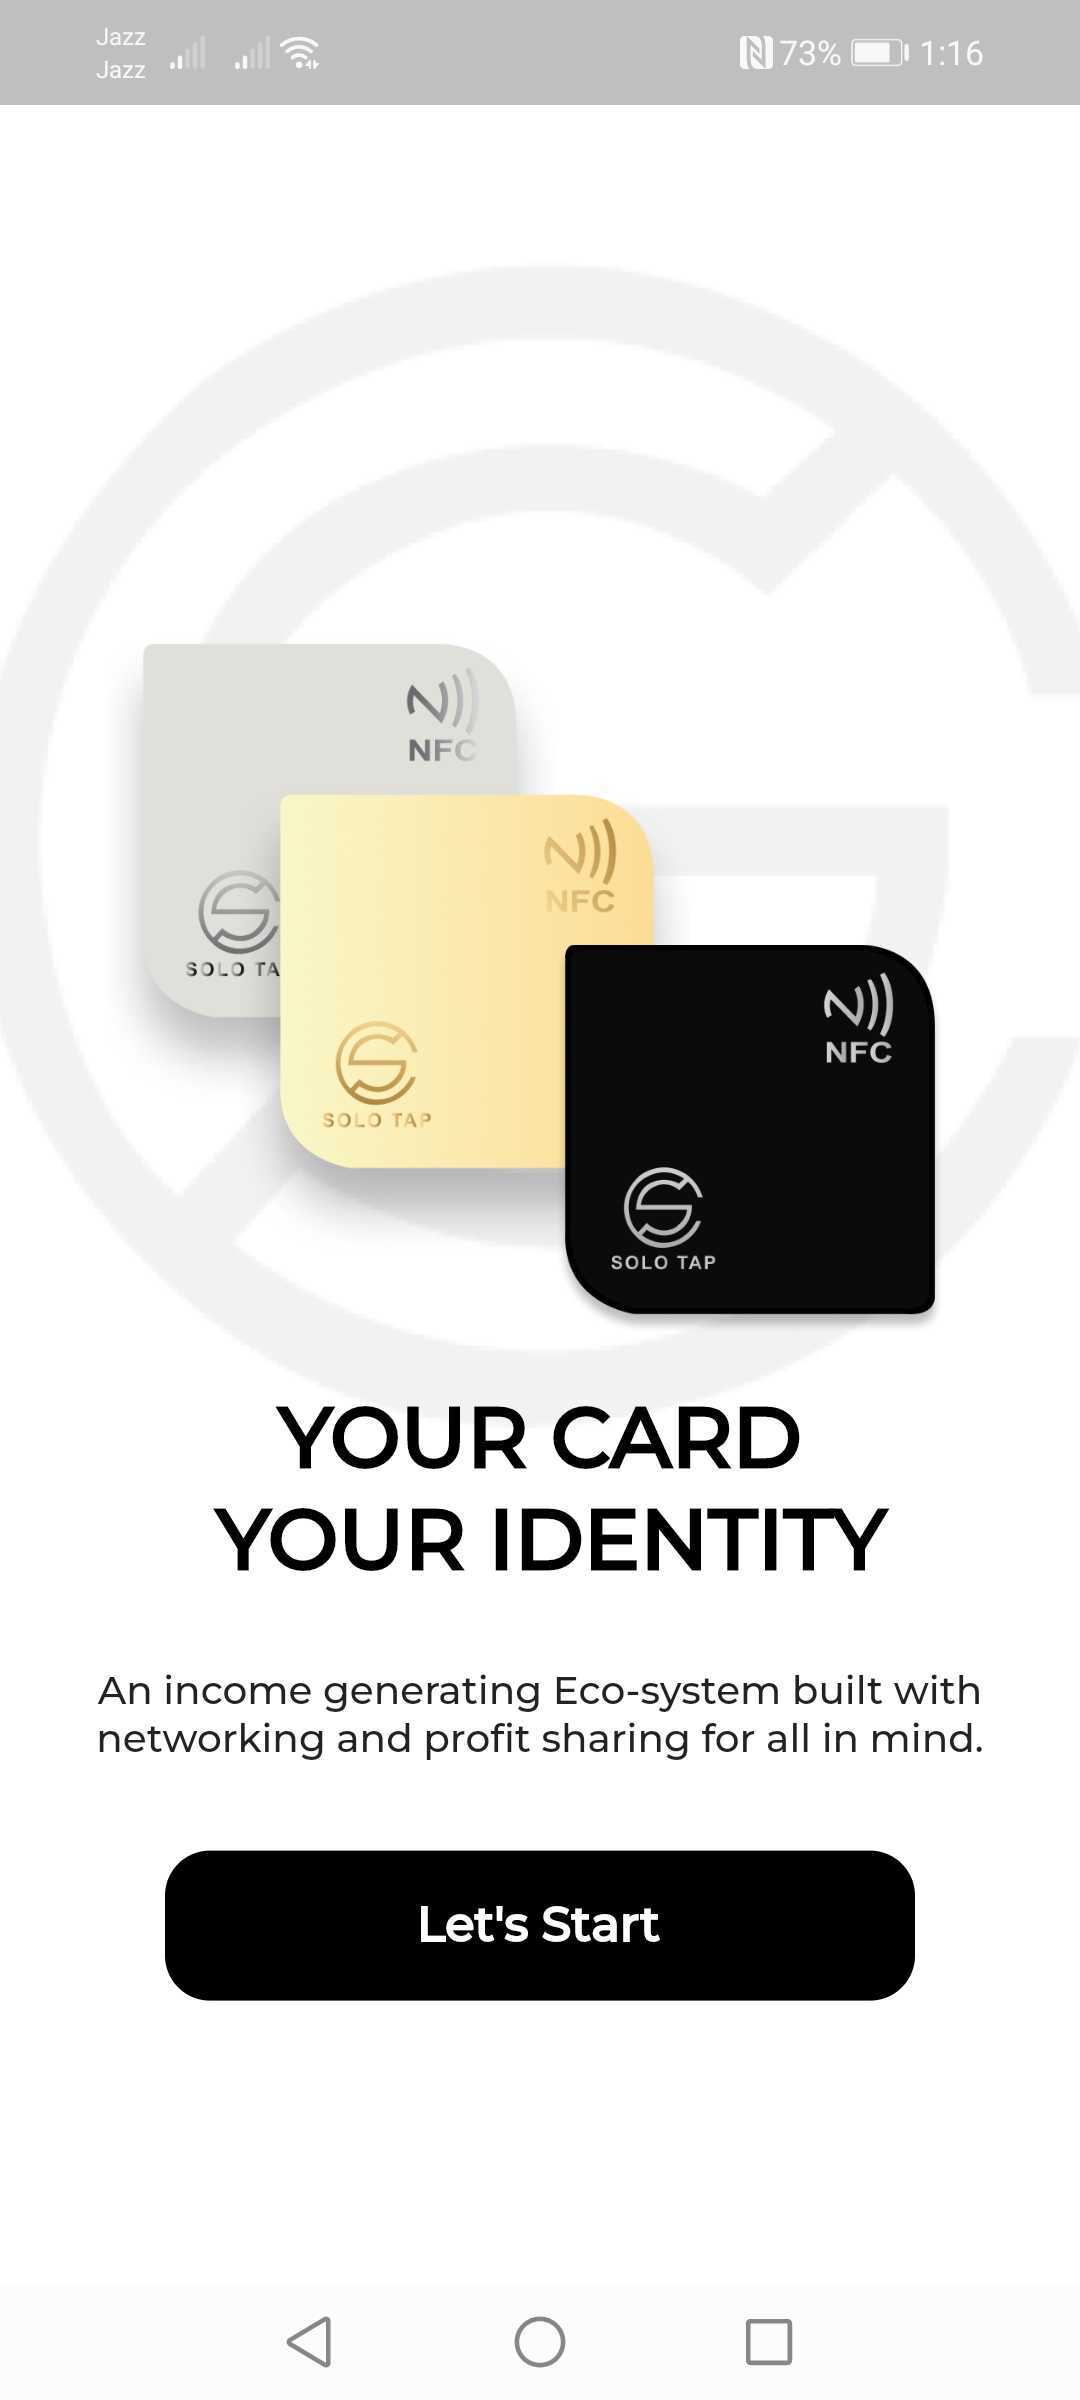 Jazz
Jazz
73%
1:16
NFC
SOLO TA
NFC
SOLO TAP
NFC
SOLO TAP
YOUR CARD
YOUR IDENTITY
An income generating Eco-system built with
networking and profit sharing for all in mind.
Let's Start